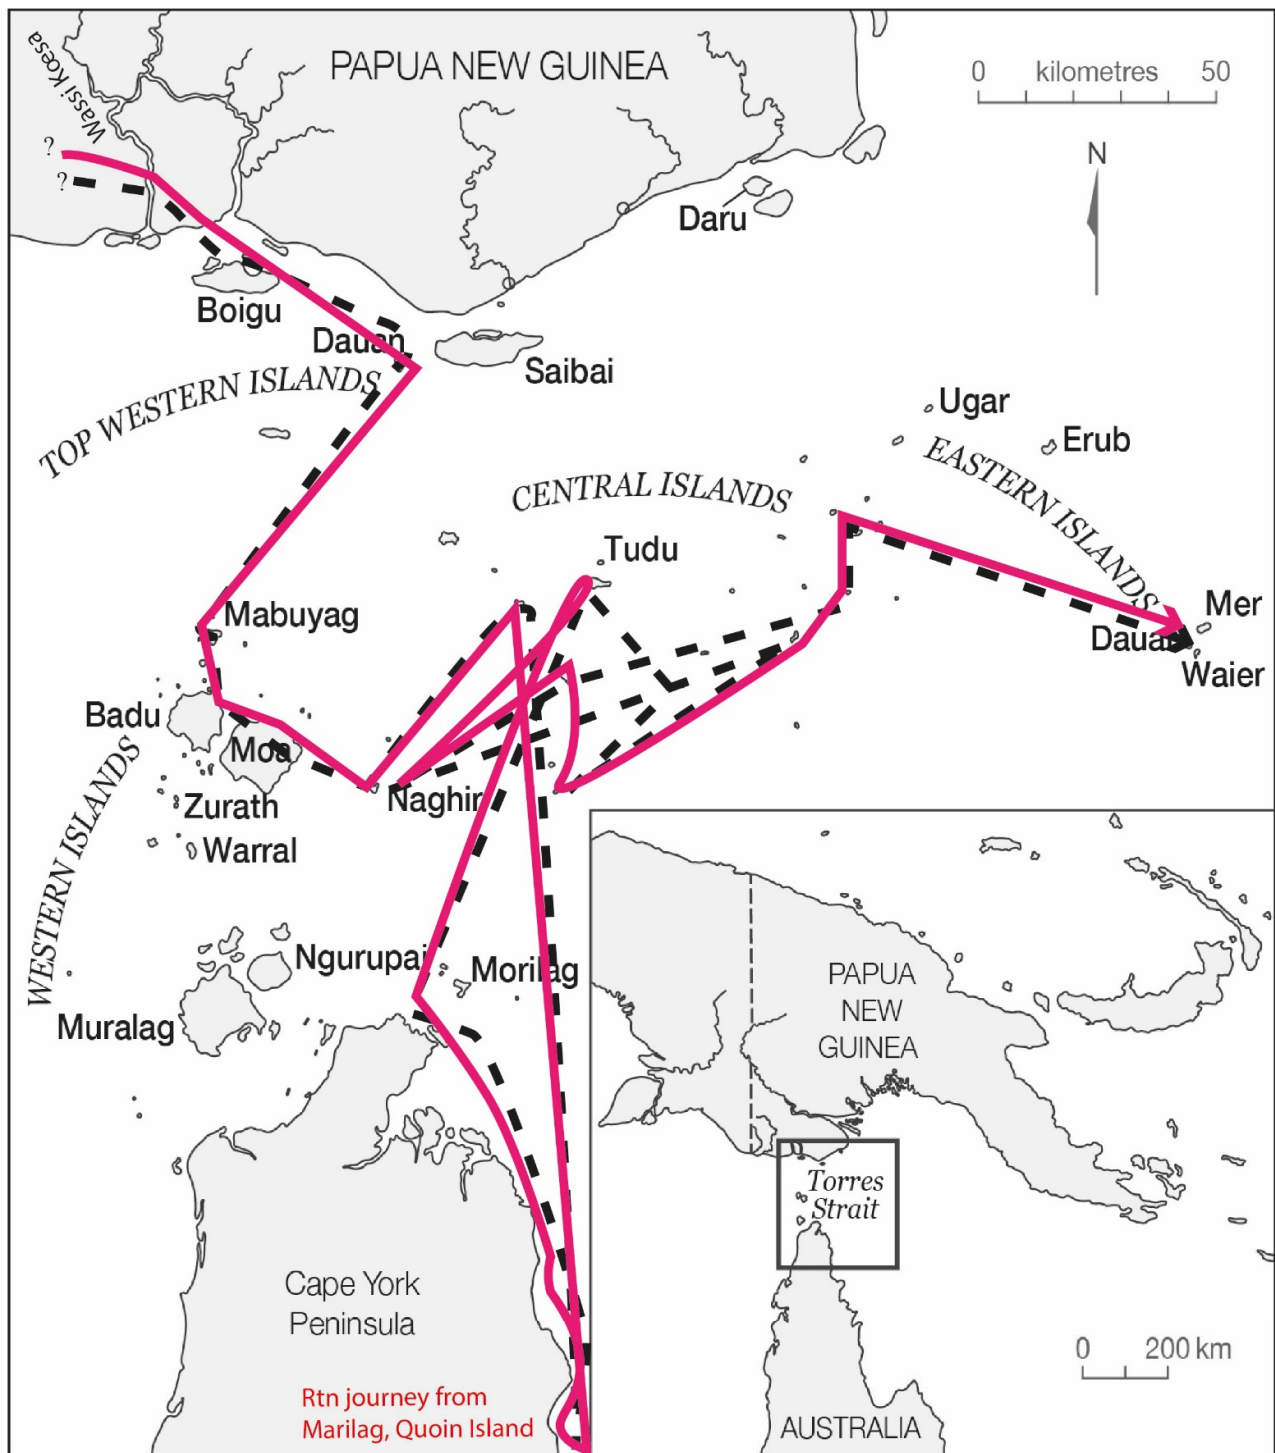 PAPUA NEW GUINEA
0 kilometres 50
Wassi Koesa
N
?
?
Daru
Boigu
Dauan
Saibai
TOP WESTERN ISLANDS
Ugar
Erub
EASTERN ISLANDS
CENTRAL ISLANDS
Tudu
Mabuyag
Mer
Dauar
Waier
Badu
Moa
Naghir
Zurath
Warral
WESTERN ISLANDS
Ngurupai
Morilag
Muralag
PAPUA
NEW
GUINEA
Torres
Strait
Cape York
Peninsula
0 200 km
Rtn journey from
Marilag, Quoin Island
AUSTRALIA